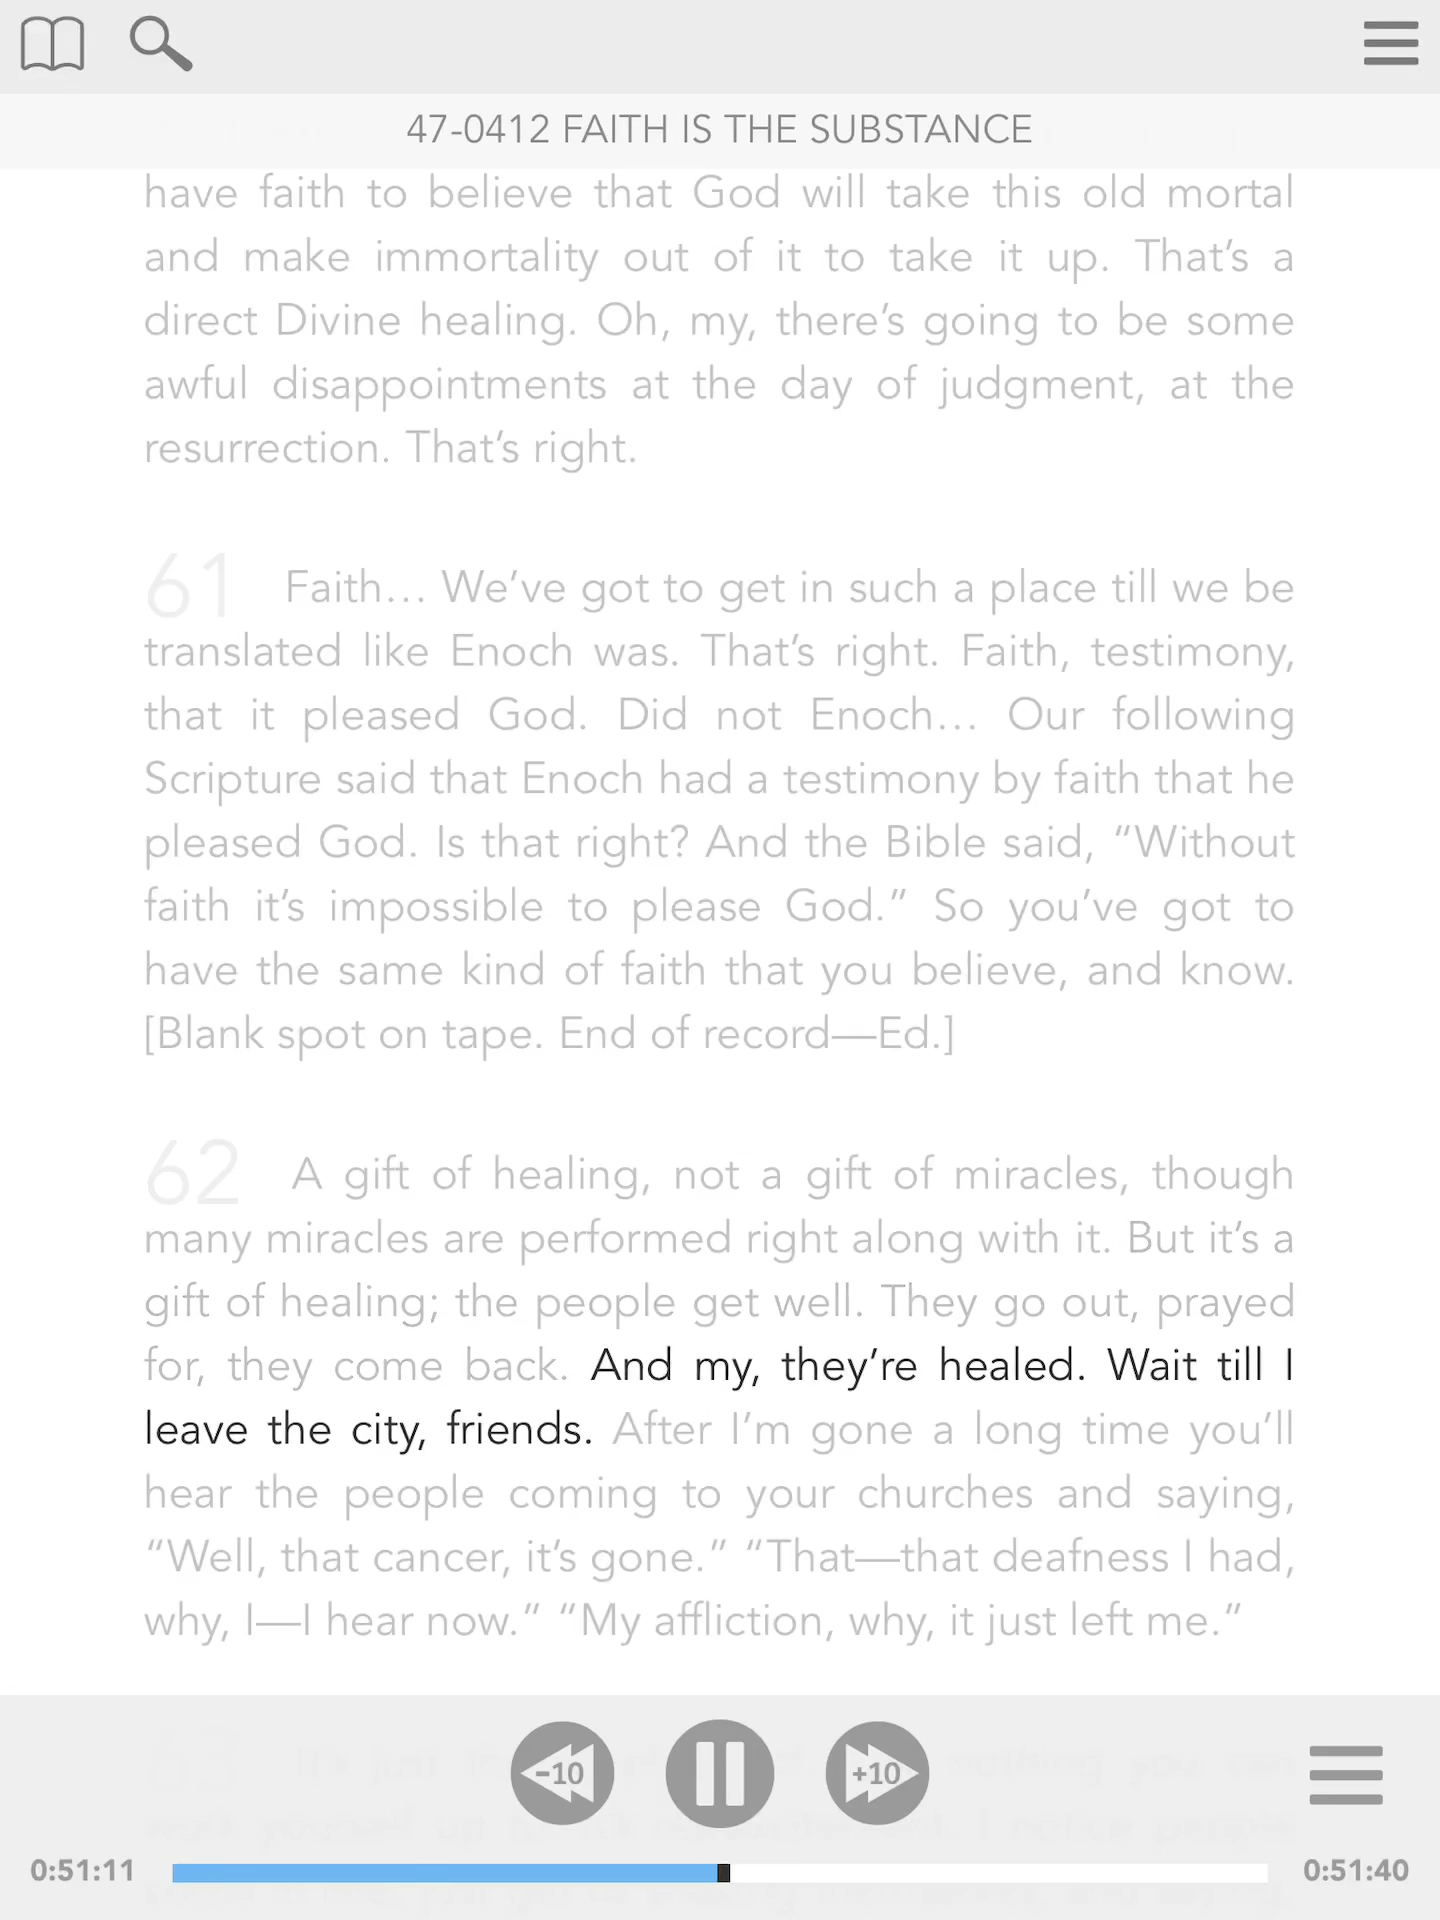 47-0412 FAITH IS THE SUBSTANCE
have faith to believe that God will take this old mortal
and make immortality out of it to take it up. That’s a
direct Divine healing. Oh, my, there’s going to be some
awful disappointments at the day of judgment, at the
resurrection. That’s right.
61 Faith… We’ve got to get in such a place till we be
translated like Enoch was. That’s right. Faith, testimony,
that it pleased God. Did not Enoch… Our following
Scripture said that Enoch had a testimony by faith that he
pleased God. Is that right? And the Bible said, “Without
faith it’s impossible to please God.” So you’ve got to
have the same kind of faith that you believe, and know.
[Blank spot on tape. End of record—Ed.]
62 A gift of healing, not a gift of miracles, though
many miracles are performed right along with it. But it’s a
gift of healing; the people get well. They go out, prayed
for, they come back. And my, they’re healed. Wait till I
leave the city, friends. After I’m gone a long time you’ll
hear the people coming to your churches and saying,
“Well, that cancer, it’s gone.” “That—that deafness I had,
why, I—I hear now.” “My affliction, why, it just left me.”
-10 +10
0:51:11 0:51:40